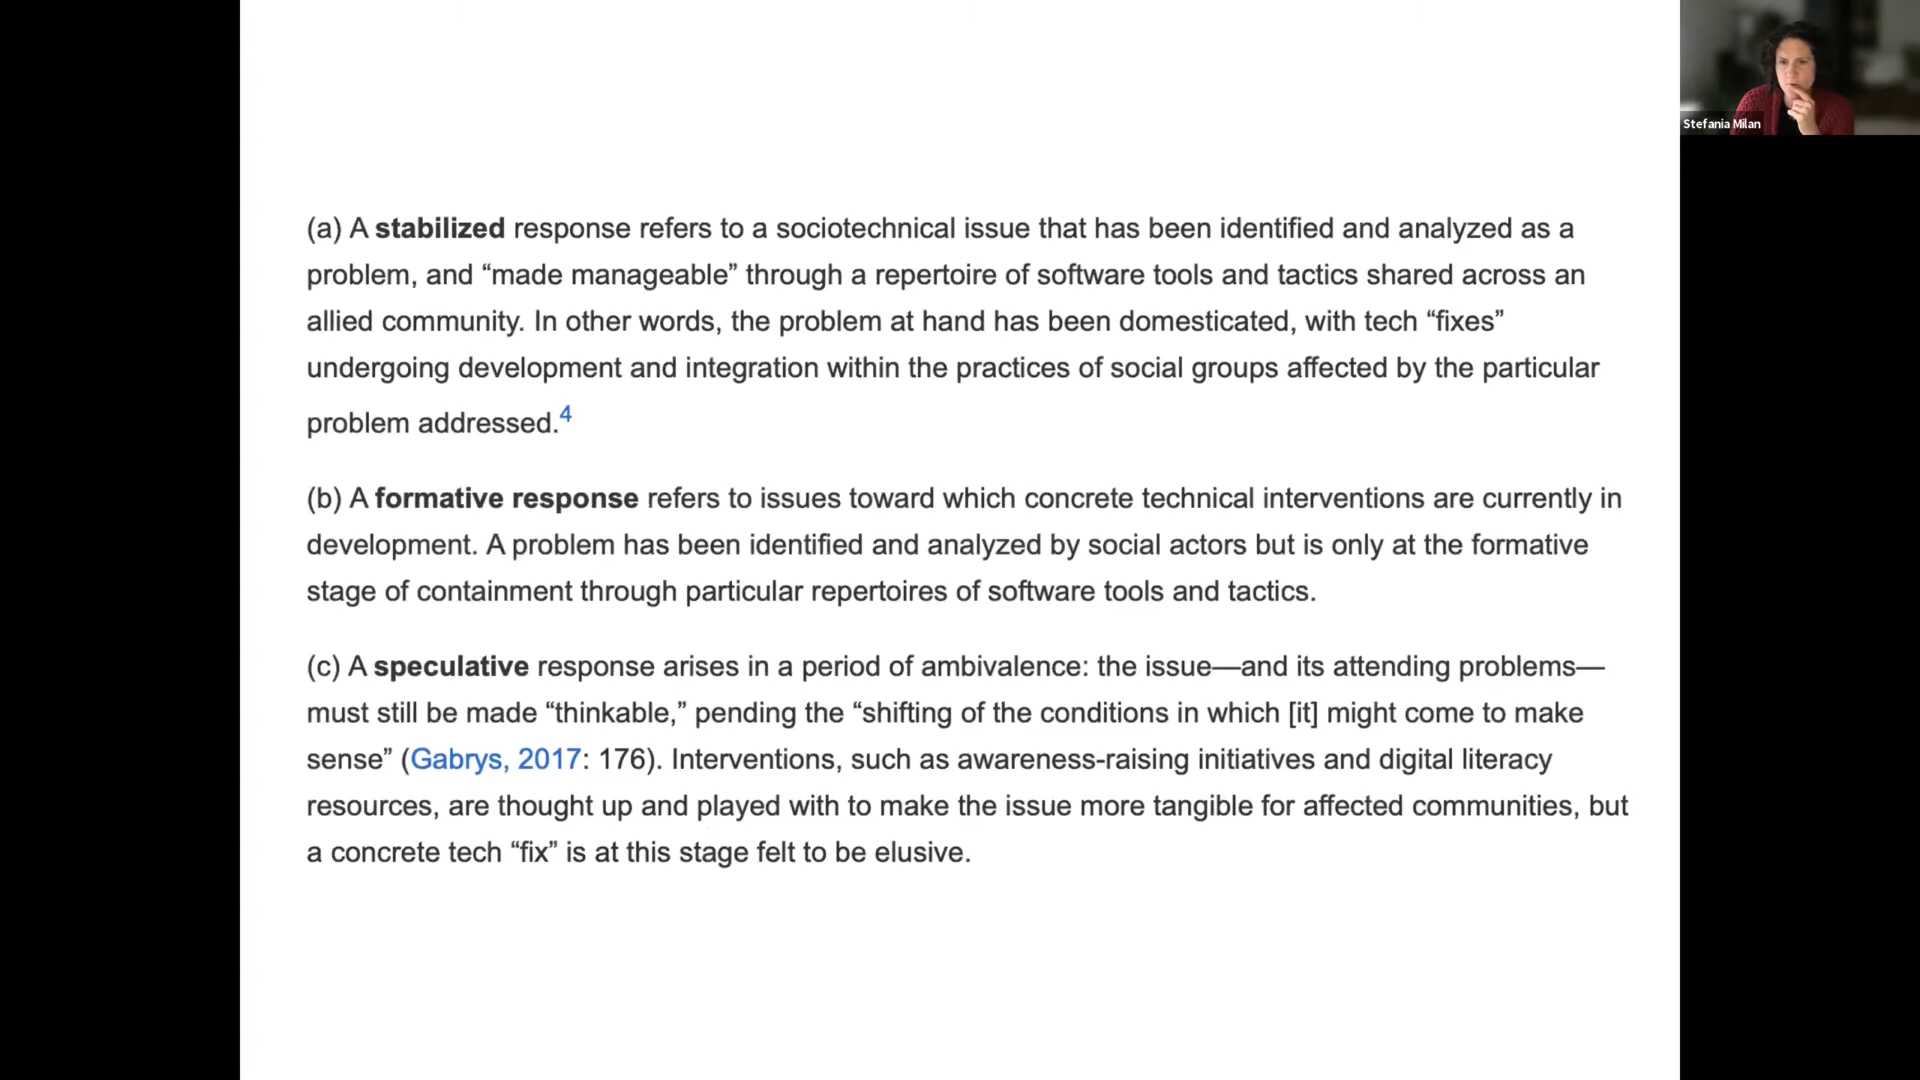 Stefania Milan
(a) A stabilized response refers to a sociotechnical issue that has been identified and analyzed as a
problem, and “made manageable” through a repertoire of software tools and tactics shared across an
allied community. In other words, the problem at hand has been domesticated, with tech “fixes”
undergoing development and integration within the practices of social groups affected by the particular
problem addressed.4
(b) A formative response refers to issues toward which concrete technical interventions are currently in
development. A problem has been identified and analyzed by social actors but is only at the formative
stage of containment through particular repertoires of software tools and tactics.
(c) A speculative response arises in a period of ambivalence: the issue—and its attending problems—
must still be made “thinkable,” pending the “shifting of the conditions in which [it] might come to make
sense” (Gabrys, 2017: 176). Interventions, such as awareness-raising initiatives and digital literacy
resources, are thought up and played with to make the issue more tangible for affected communities, but
a concrete tech “fix” is at this stage felt to be elusive.